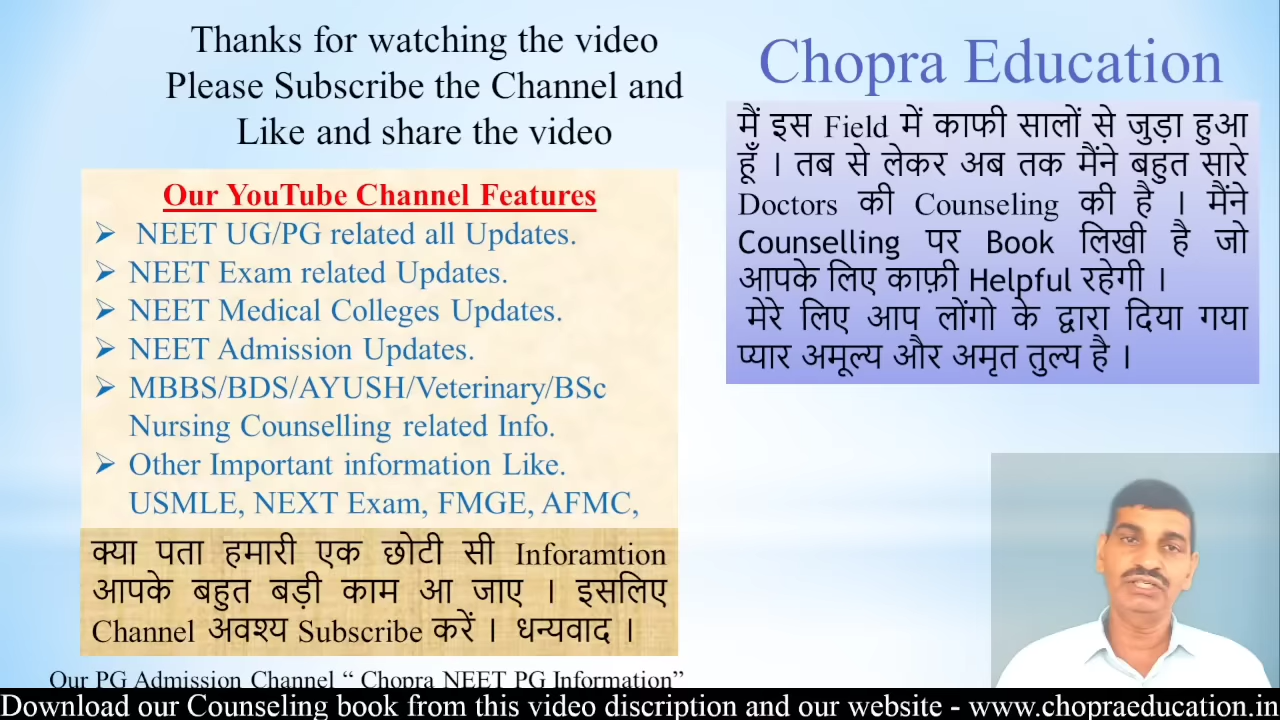 Thanks for watching the video
Please Subscribe the Channel and
Like and share the video
Our YouTube Channel Features
➢ NEET UG/PG related all Updates.
➢ NEET Exam related Updates.
➢ NEET Medical Colleges Updates.
➢ NEET Admission Updates.
➢ MBBS/BDS/AYUSH/Veterinary/BSc
Nursing Counselling related Info.
➢ Other Important information Like.
USMLE, NEXT Exam, FMGE, AFMC,
क्या पता हमारी एक छोटी सी Inforamtion
आपके बहुत बड़ी काम आ जाए । इसलिए
Channel अवश्य Subscribe करें । धन्यवाद ।
Our PG Admission Channel “ Chopra NEET PG Information”
Chopra Education
मैं इस Field में काफी सालों से जुड़ा हुआ
हूँ । तब से लेकर अब तक मैंने बहुत सारे
Doctors की Counseling की है । मैंने
Counselling पर Book लिखी है जो
आपके लिए काफ़ी Helpful रहेगी ।
मेरे लिए आप लोंगो के द्वारा दिया गया
प्यार अमूल्य और अमृत तुल्य है ।
Download our Counseling book from this video discription and our website - www.chopraeducation.in